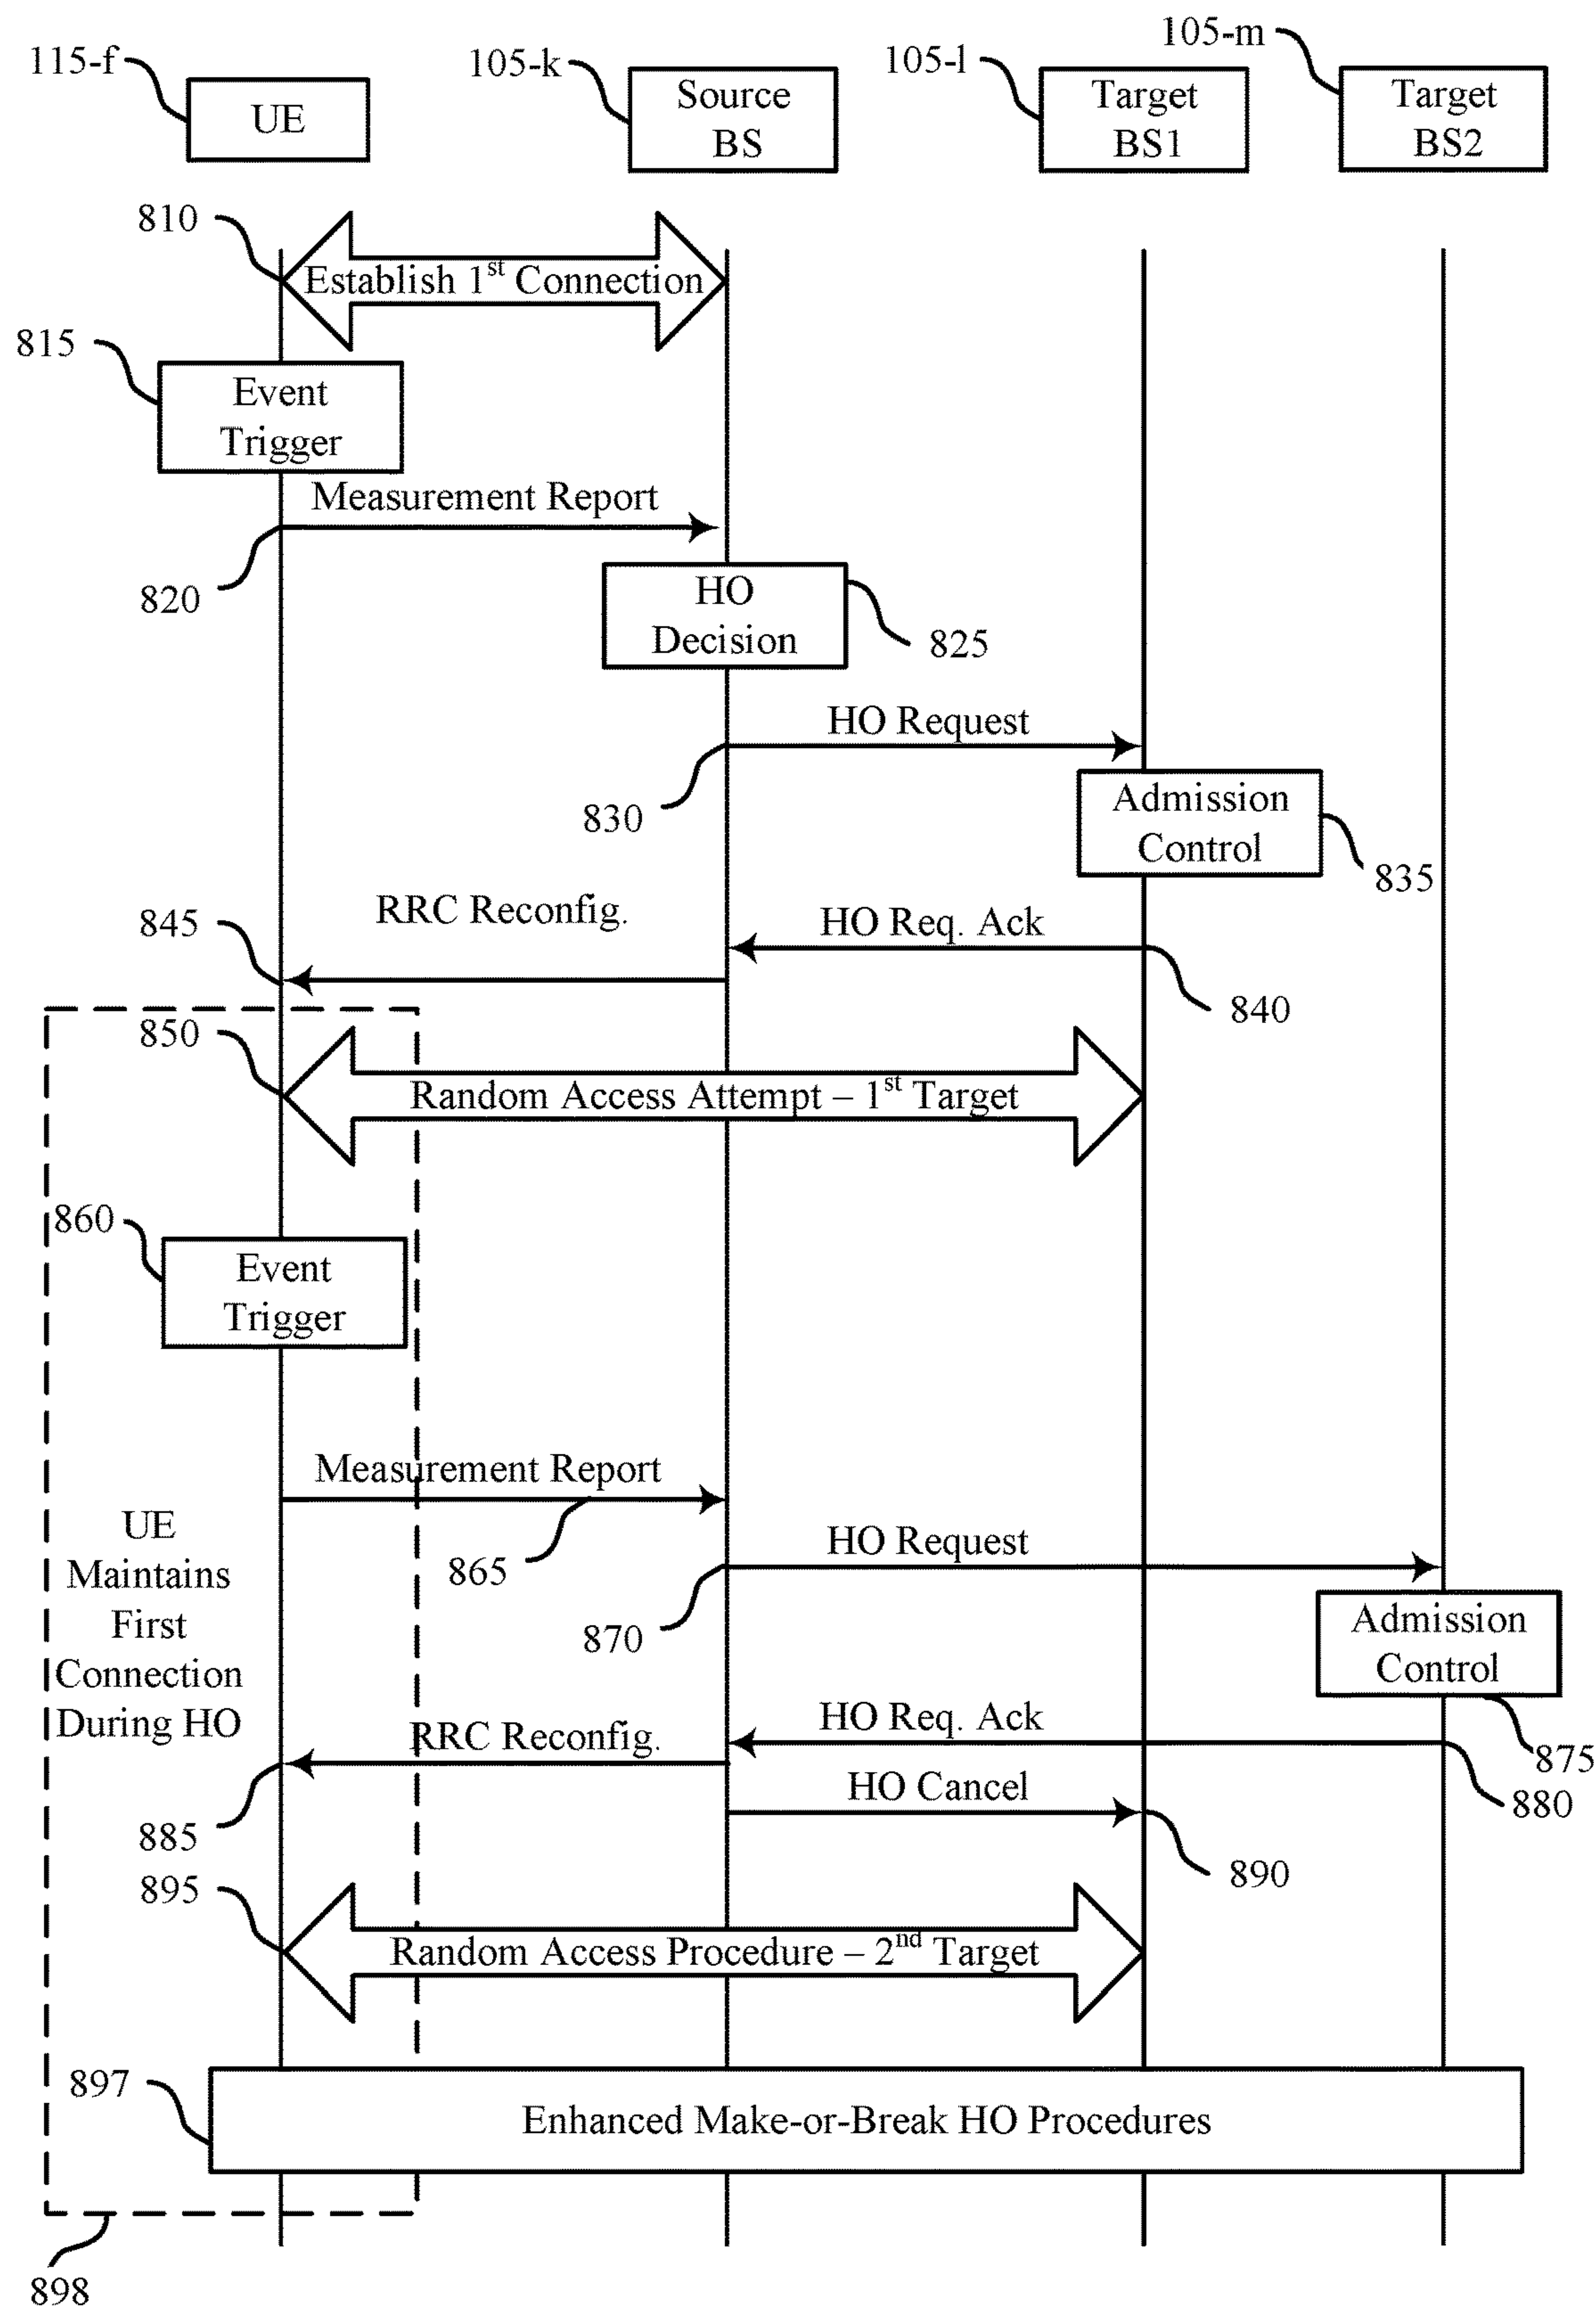 115-f
UE
105-k
Source
BS
105-l
Target
BS1
105-m
Target
BS2
810
Establish 1st Connection
815
Event
Trigger
Measurement Report
820
HO
Decision
825
HO Request
830
Admission
Control
835
RRC Reconfig.
845
HO Req. Ack
840
850
Random Access Attempt – 1st Target
860
Event
Trigger
Measurement Report
865
HO Request
870
Admission
Control
875
UE
Maintains
First
Connection
During HO
HO Req. Ack
880
RRC Reconfig.
885
HO Cancel
890
895
Random Access Procedure – 2nd Target
897
Enhanced Make-or-Break HO Procedures
898